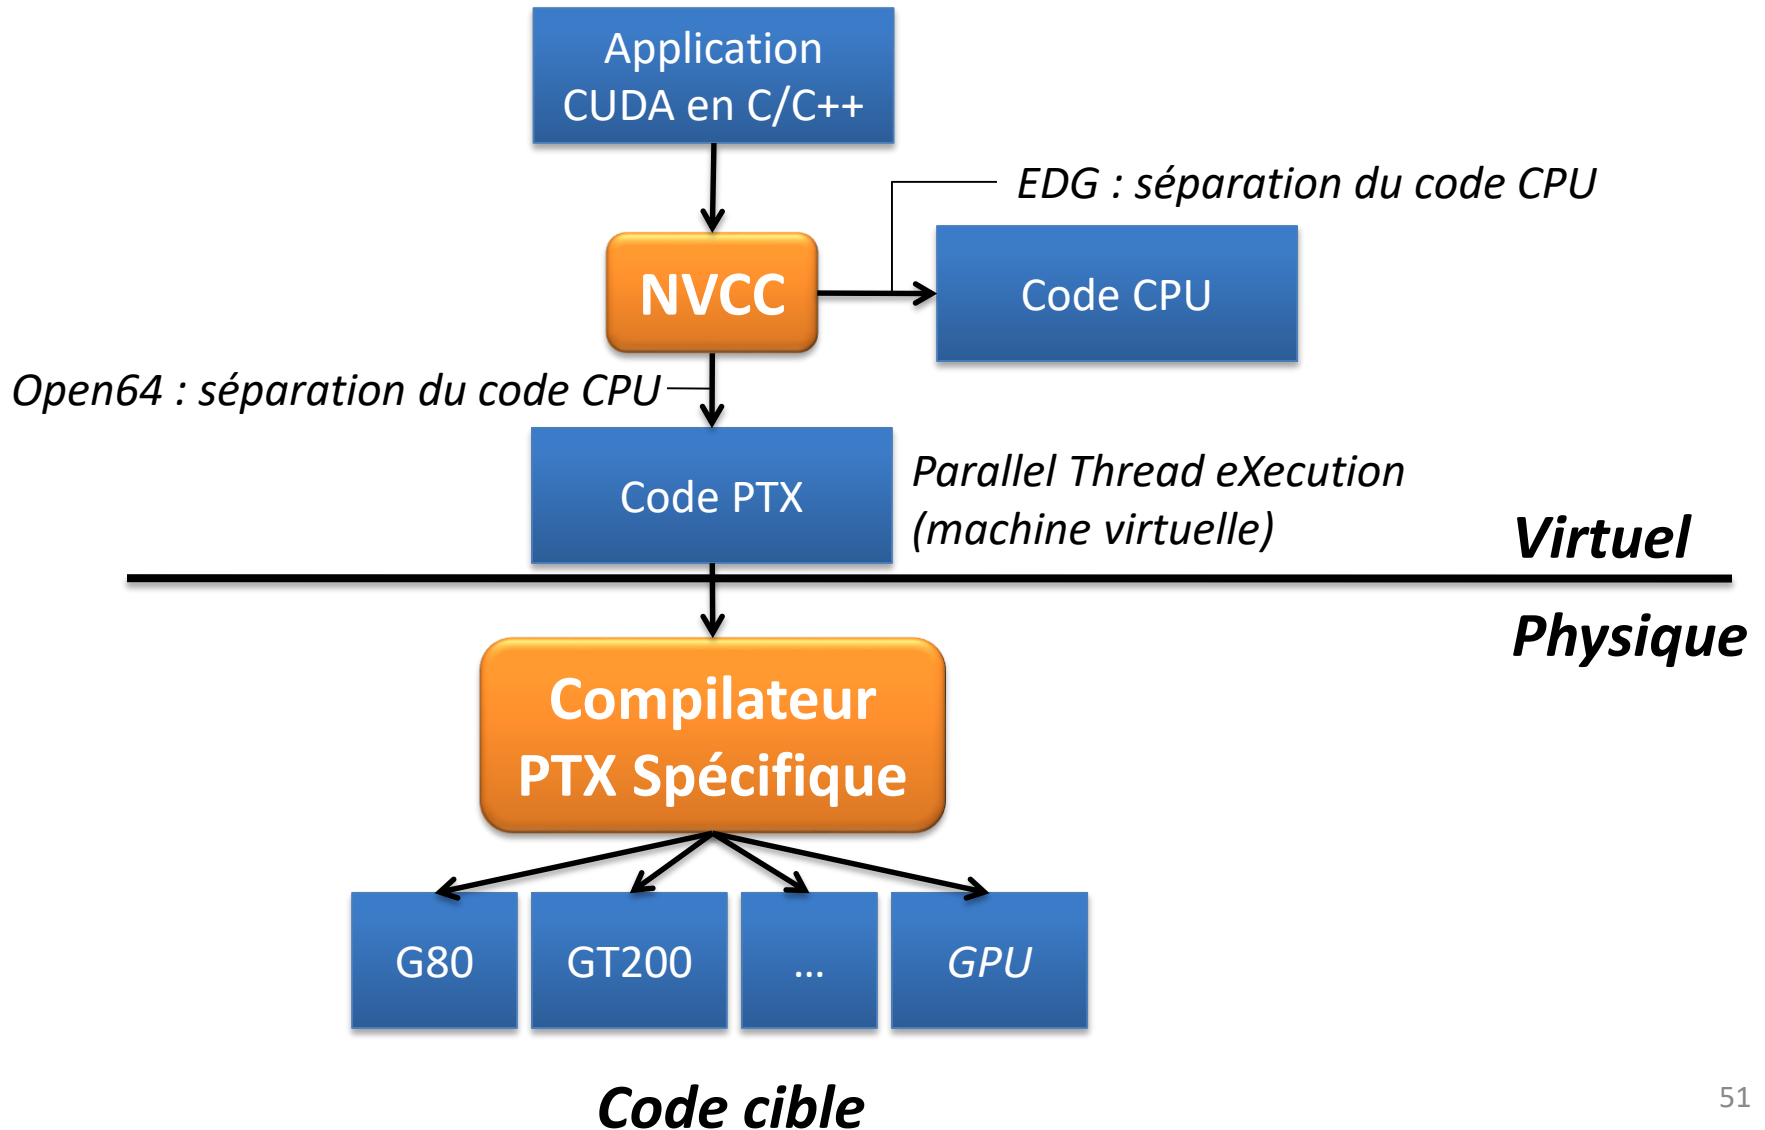 Application
CUDA en C/C++
EDG : séparation du code CPU
NVCC
Code CPU
Open64 : séparation du code CPU
Code PTX
Parallel Thread eXecution
(machine virtuelle)
Virtuel
Physique
Compilateur
PTX Spécifique
G80
GT200
...
GPU
Code cible
51